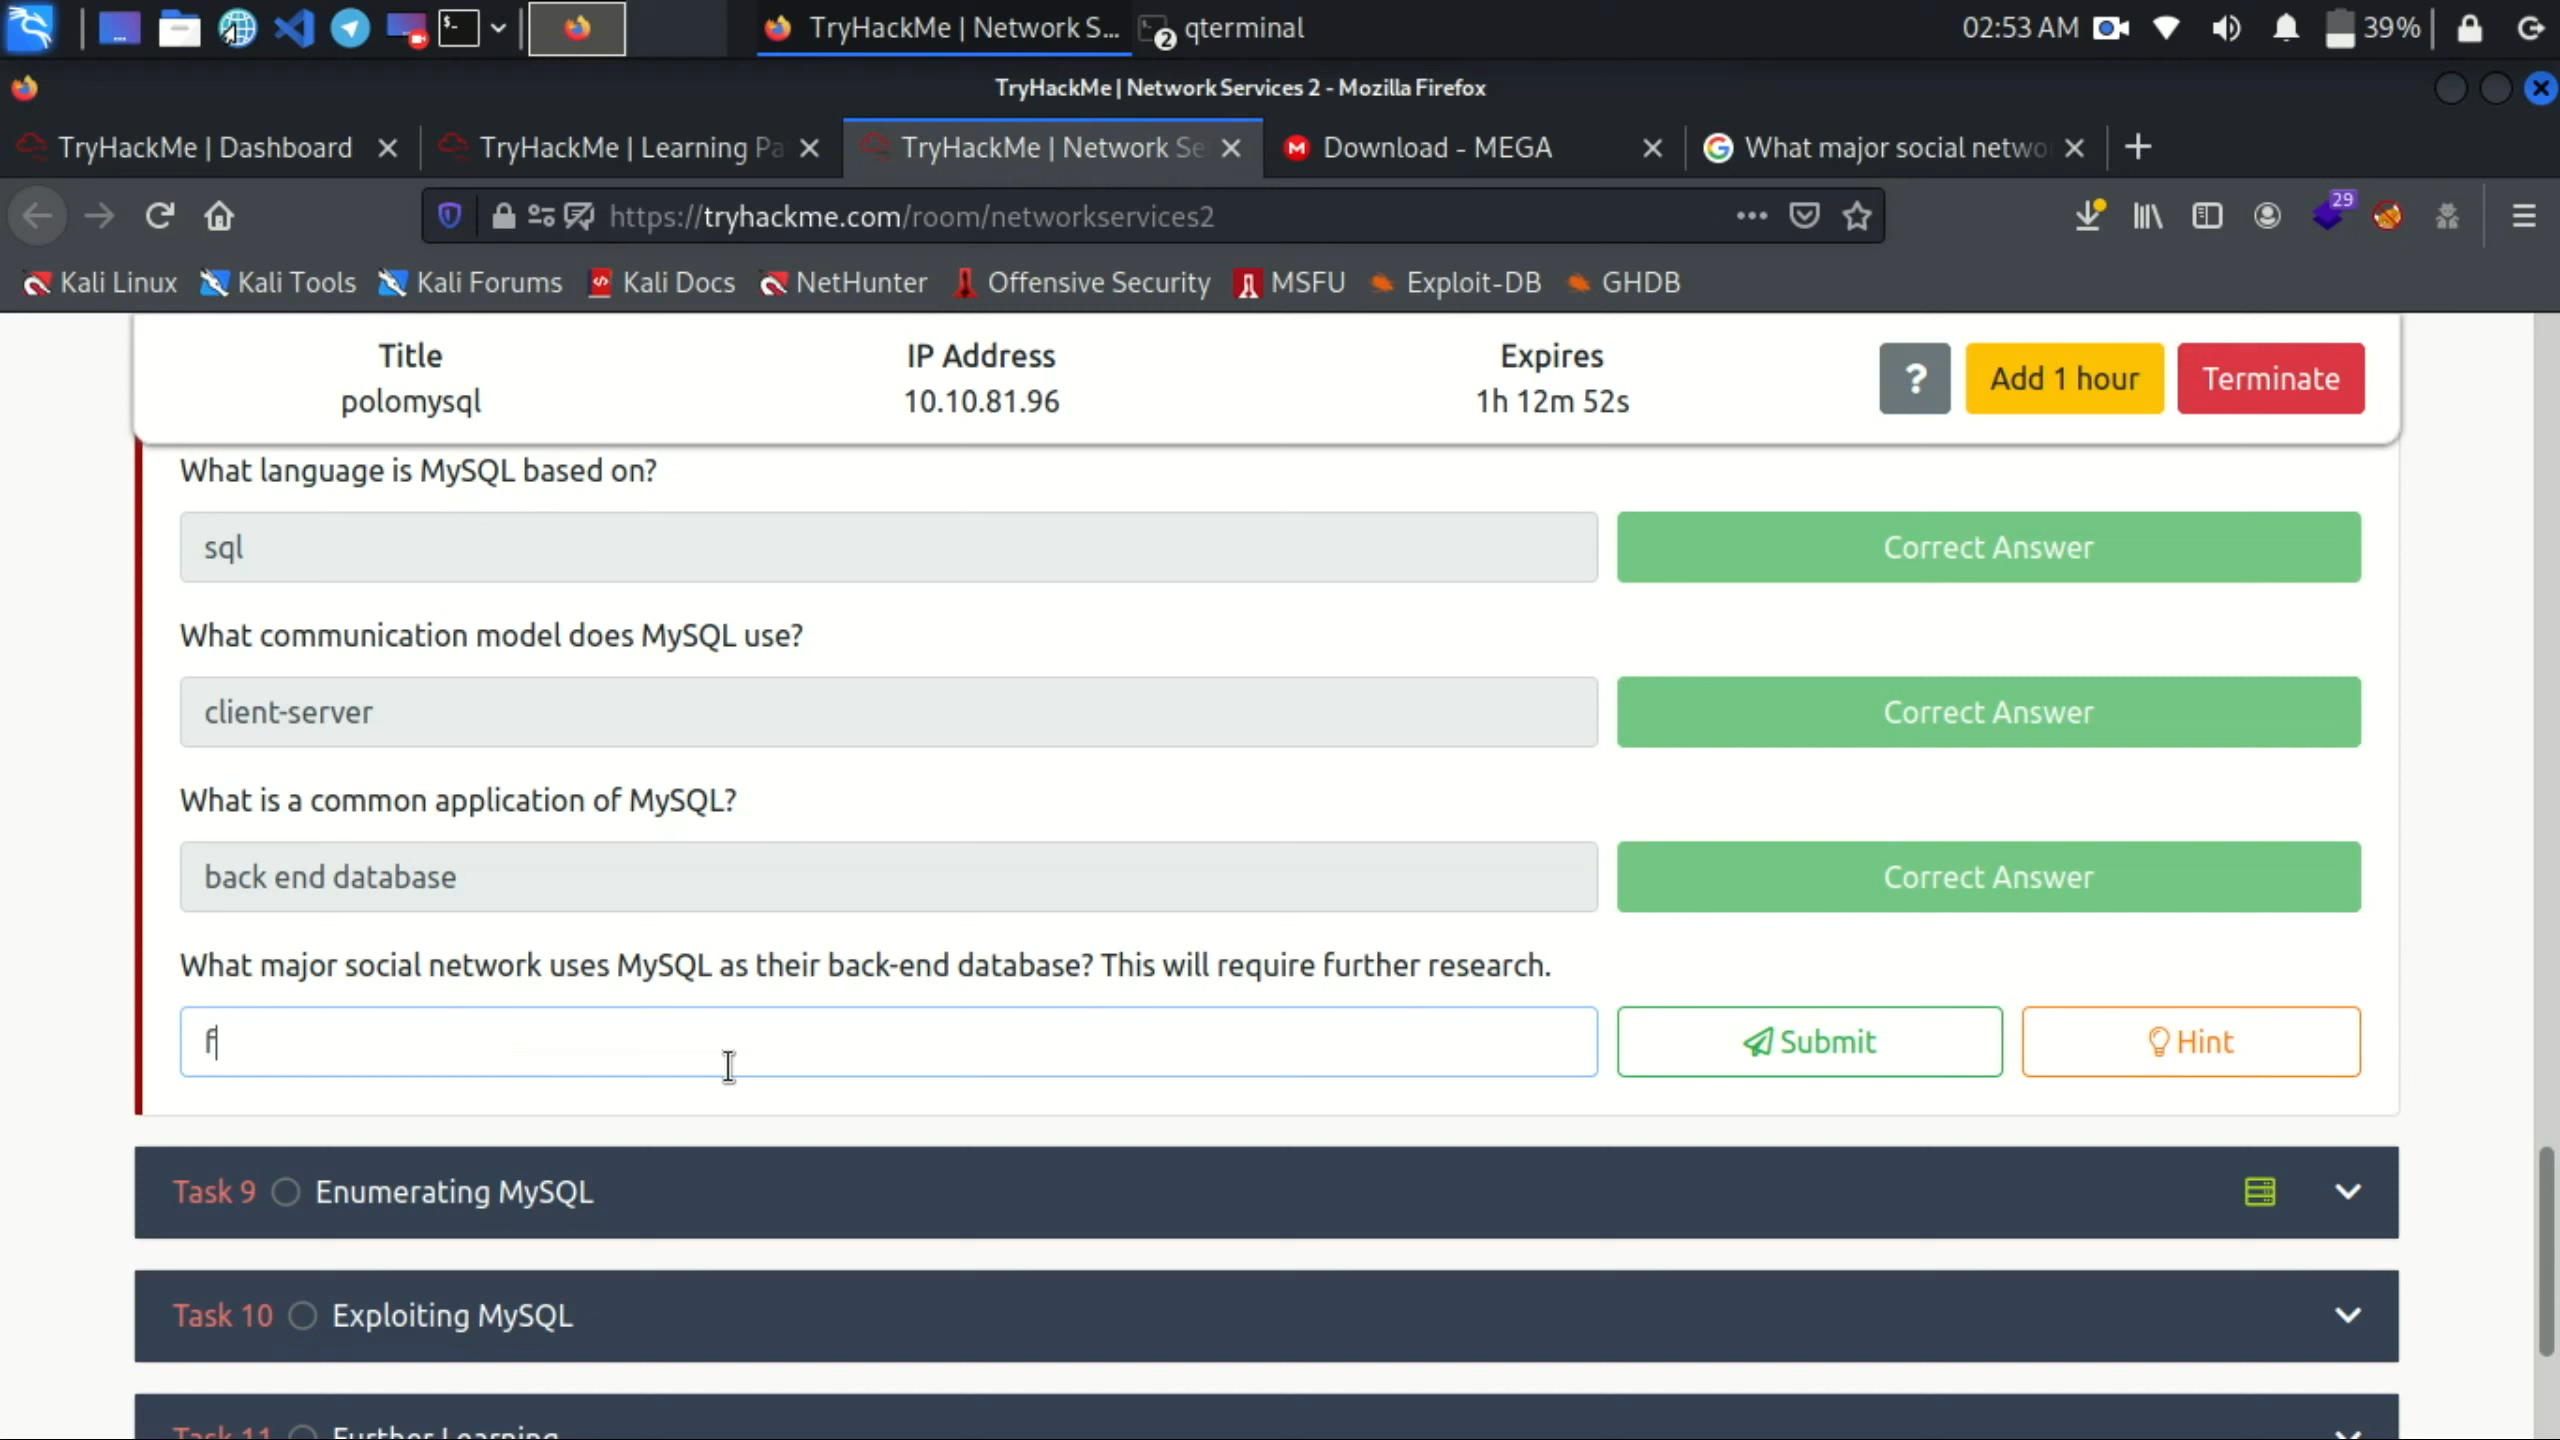 TryHackMe | Network S...
2 qterminal
02:53 AM
39%
TryHackMe | Network Services 2 - Mozilla Firefox
TryHackMe | Dashboard
TryHackMe | Learning Pa
TryHackMe | Network Se
Download - MEGA
What major social netwo
https://tryhackme.com/room/networkservices2
29
Kali Linux
Kali Tools
Kali Forums
Kali Docs
NetHunter
Offensive Security
MSFU
Exploit-DB
GHDB
Title
IP Address
Expires
polomysql
10.10.81.96
1h 12m 52s
?
Add 1 hour
Terminate
What language is MySQL based on?
sql
Correct Answer
What communication model does MySQL use?
client-server
Correct Answer
What is a common application of MySQL?
back end database
Correct Answer
What major social network uses MySQL as their back-end database? This will require further research.
f
Submit
Hint
Task 9 Enumerating MySQL
Task 10 Exploiting MySQL
Task 11 Further Learning